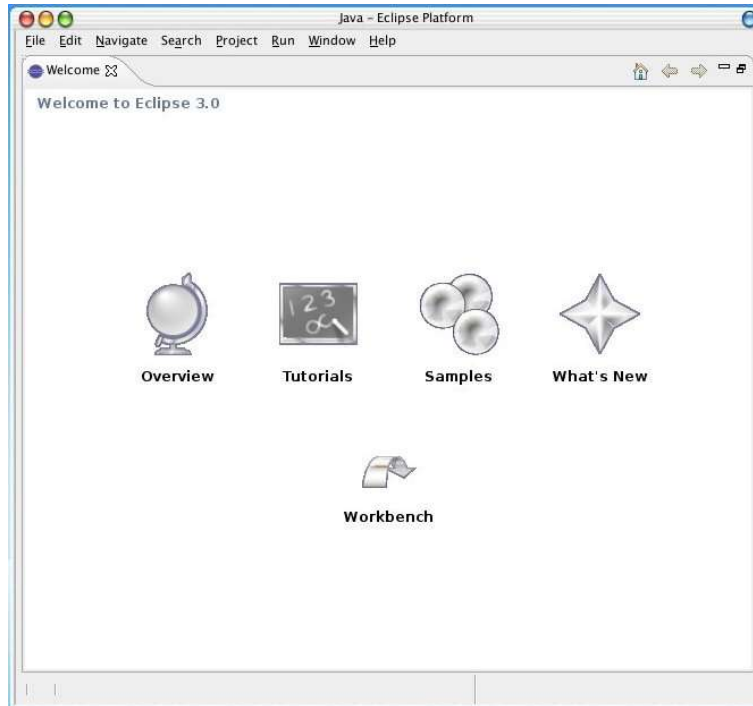 Java - Eclipse Platform
File Edit Navigate Search Project Run Window Help
Welcome
Welcome to Eclipse 3.0
123
Overview Tutorials Samples What's New
Workbench